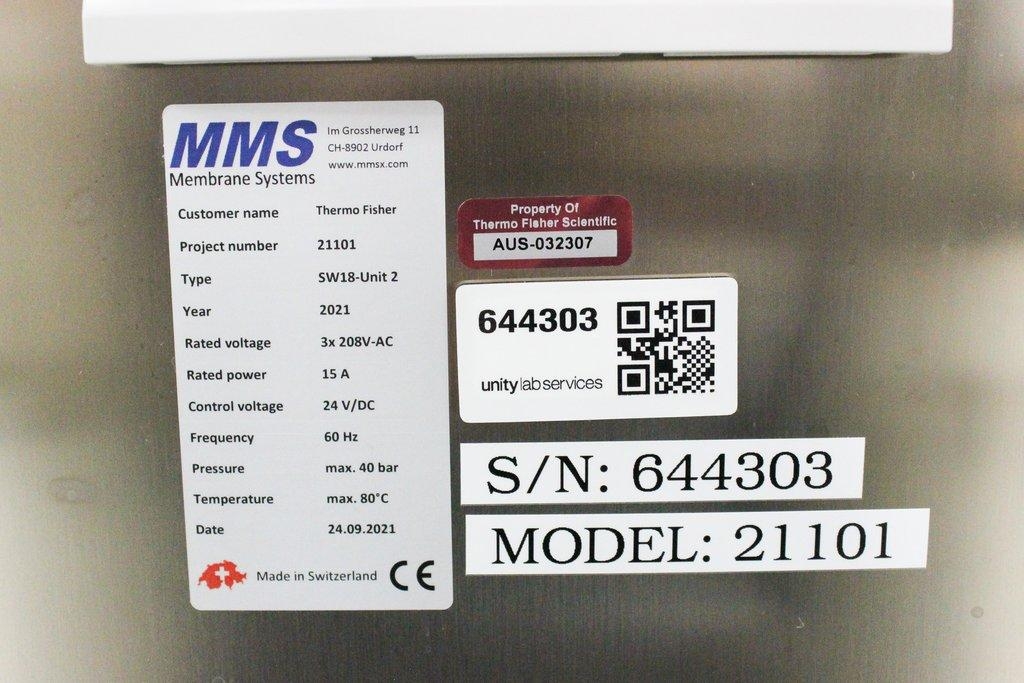 MMS
Membrane Systems
Im Grossherweg 11
CH-8902 Urdorf
www.mmsx.com
Customer name Thermo Fisher
Project number 21101
Type SW18-Unit 2
Year 2021
Rated voltage 3x 208V-AC
Rated power 15 A
Control voltage 24 V/DC
Frequency 60 Hz
Pressure max. 40 bar
Temperature max. 80°C
Date 24.09.2021
Made in Switzerland CE
Property Of
Thermo Fisher Scientific
AUS-032307
644303
unity lab services
S/N: 644303
MODEL: 21101